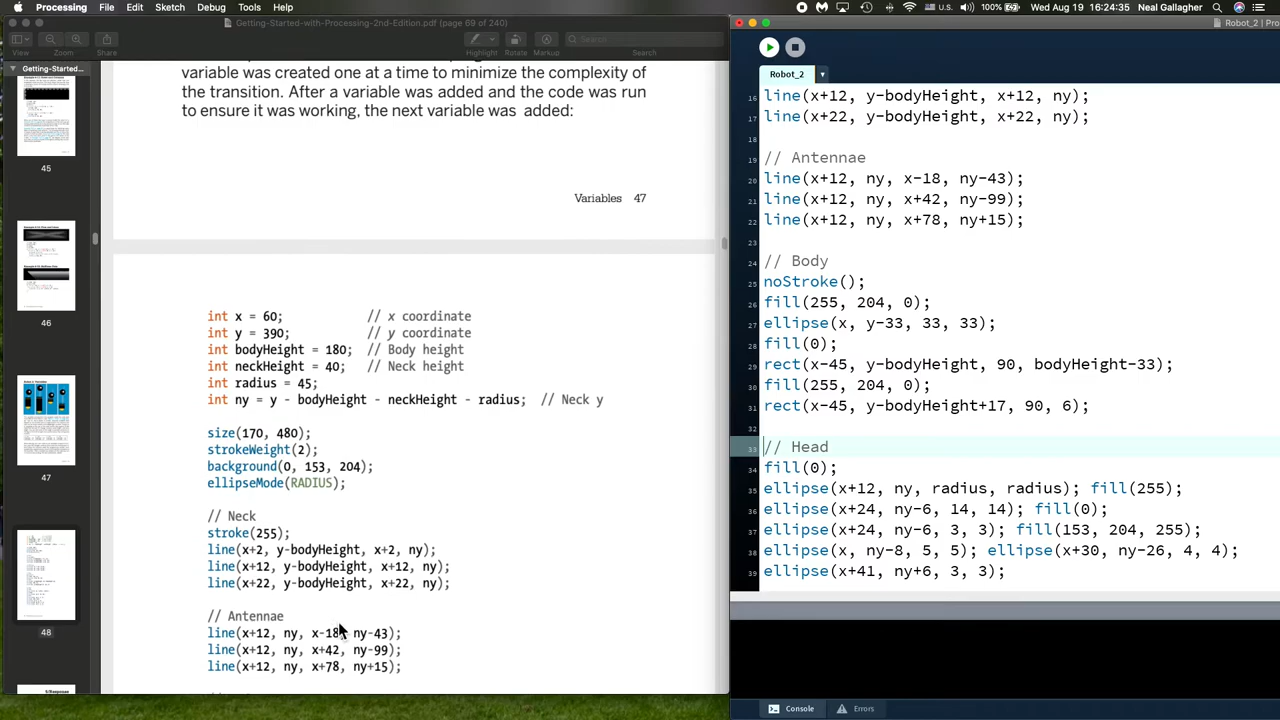 Processing File Edit Sketch Debug Tools Help U.S. 100% Wed Aug 19 16:24:35 Neal Gallagher
Getting-Started-with-Processing-2nd-Edition.pdf (page 69 of 240)
View Zoom Share Highlight Rotate Markup Search
Search
Getting-Started...
45
46
47
48
variable was
one at a time to
the complexity of
the transition. After a variable was added and the code was run
to ensure it was working, the next variable was added:
Variables 47
int x = 60; // x coordinate
int y = 390; // y coordinate
int bodyHeight = 180; // Body height
int neckHeight = 40; // Neck height
int radius = 45;
int ny = y - bodyHeight - neckHeight - radius; // Neck y
size(170, 480);
strokeWeight(2);
background(0, 153, 204);
ellipseMode(RADIUS);
// Neck
stroke(255);
line(x+2, y-bodyHeight, x+2, ny);
line(x+12, y-bodyHeight, x+12, ny);
line(x+22, y-bodyHeight, x+22, ny);
// Antennae
line(x+12, ny, x-18, ny-43);
line(x+12, ny, x+42, ny-99);
line(x+12, ny, x+78, ny+15);
Robot_2 | Pro
Robot_2
16 line(x+12, y-bodyHeight, x+12, ny);
17 line(x+22, y-bodyHeight, x+22, ny);
18
19 // Antennae
20 line(x+12, ny, x-18, ny-43);
21 line(x+12, ny, x+42, ny-99);
22 line(x+12, ny, x+78, ny+15);
23
24 // Body
25 noStroke();
26 fill(255, 204, 0);
27 ellipse(x, y-33, 33, 33);
28 fill(0);
29 rect(x-45, y-bodyHeight, 90, bodyHeight-33);
30 fill(255, 204, 0);
31 rect(x-45, y-bodyHeight+17, 90, 6);
32
33 // Head
34 fill(0);
35 ellipse(x+12, ny, radius, radius); fill(255);
36 ellipse(x+24, ny-6, 14, 14); fill(0);
37 ellipse(x+24, ny-6, 3, 3); fill(153, 204, 255);
38 ellipse(x, ny-8, 5, 5); ellipse(x+30, ny-26, 4, 4);
39 ellipse(x+41, ny+6, 3, 3);
Console Errors